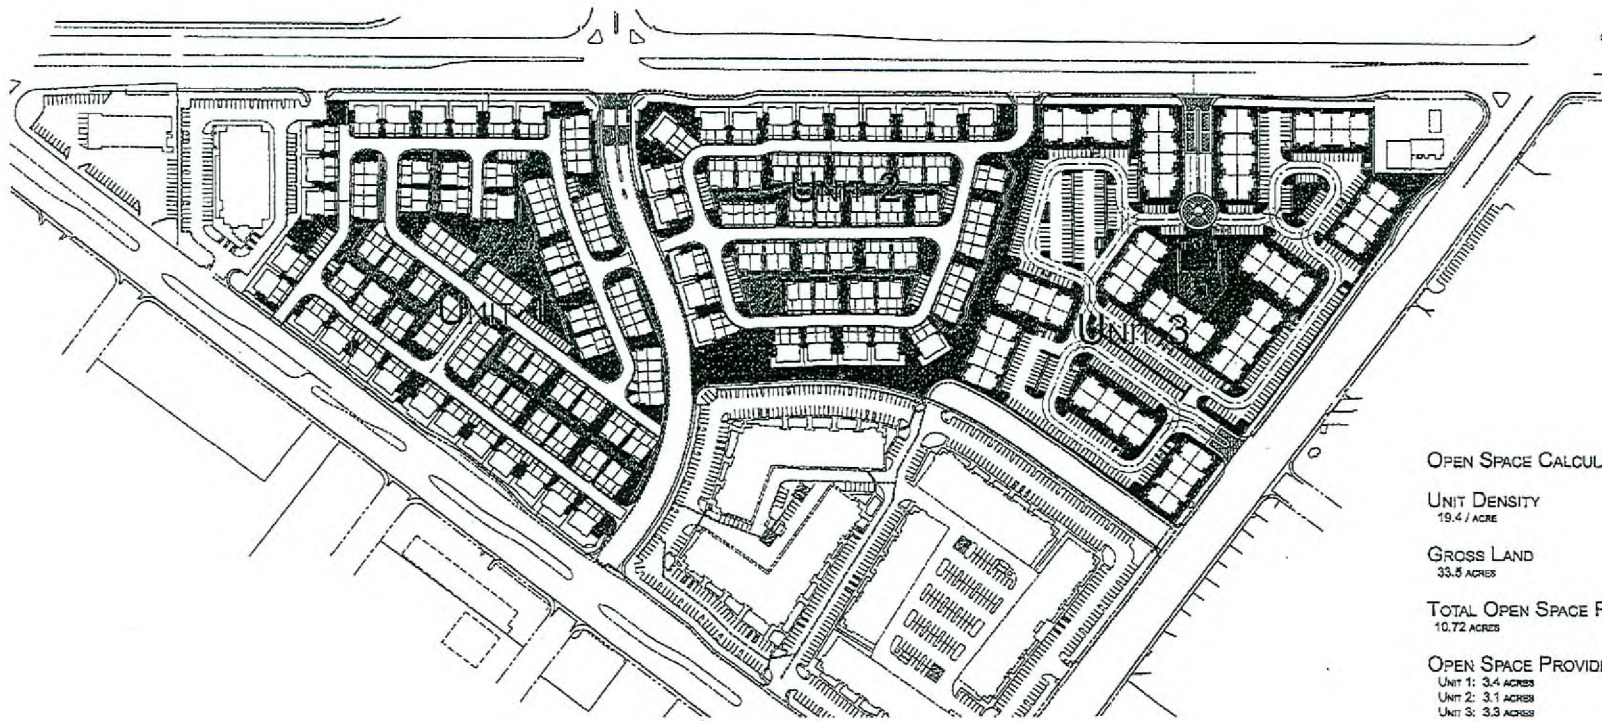 UNIT 1
UNIT 2
UNIT 3
OPEN SPACE CALCUL
UNIT DENSITY
19.4 / ACRE
GROSS LAND
33.5 ACRES
TOTAL OPEN SPACE
10.72 ACRES
OPEN SPACE PROVID
UNIT 1: 3.4 ACRES
UNIT 2: 3.1 ACRES
UNIT 3: 3.3 ACRES